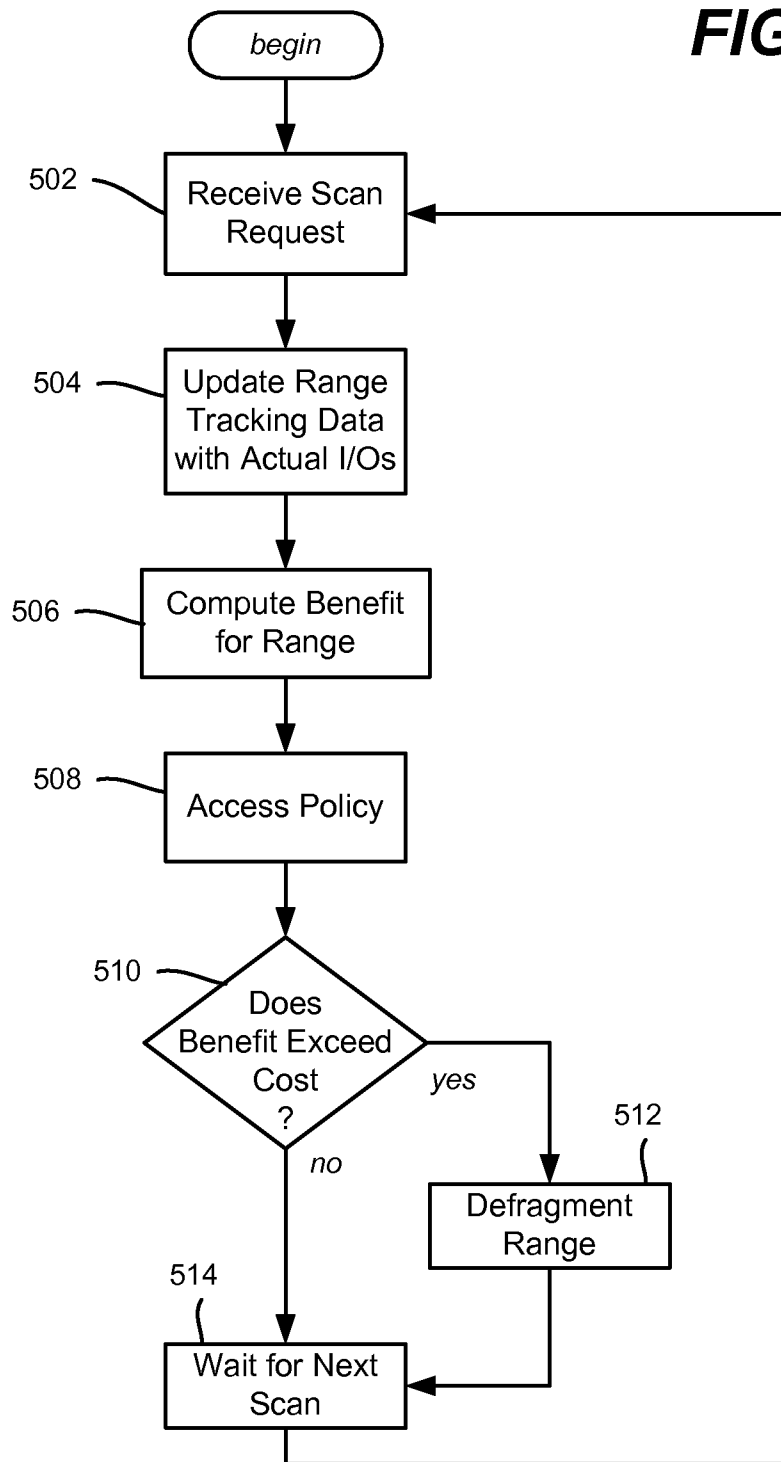 FIG
begin
502
Receive Scan
Request
504
Update Range
Tracking Data
with Actual I/Os
506
Compute Benefit
for Range
508
Access Policy
510
Does
Benefit Exceed
Cost
?
yes
no
512
Defragment
Range
514
Wait for Next
Scan